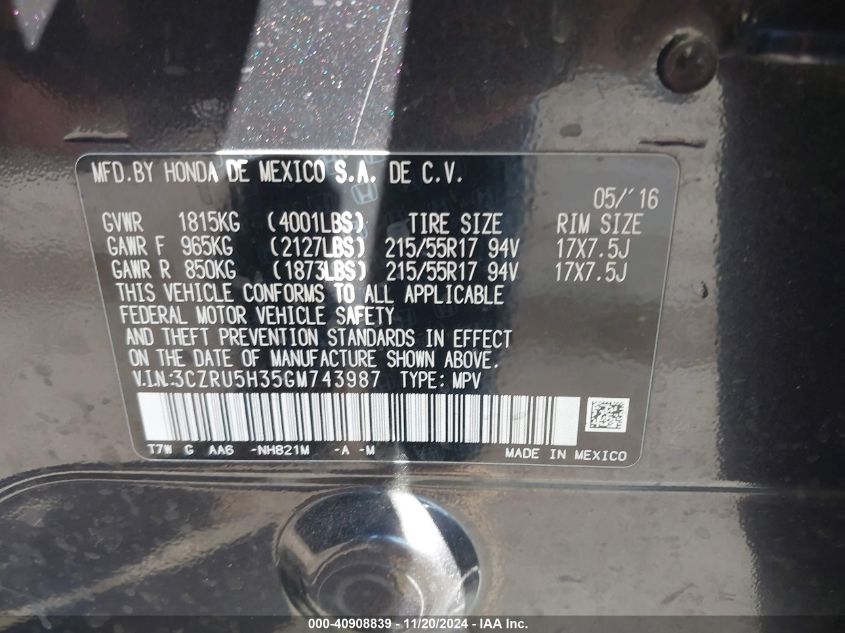 MFD.BY HONDA DE MEXICO S.A. DE C.V.
05/ʺ16
GVWR 1815KG (4001LBS) TIRE SIZE RIM SIZE
GAWR F 965KG (2127LBS) 215/55R17 94V 17X7.5J
GAWR R 850KG (1873LBS) 215/55R17 94V 17X7.5J
THIS VEHICLE CONFORMS TO ALL APPLICABLE
FEDERAL MOTOR VEHICLE SAFETY
AND THEFT PREVENTION STANDARDS IN EFFECT
ON THE DATE OF MANUFACTURE SHOWN ABOVE.
V.I.N:3CZRU5H35GM743987 TYPE: MPV
T7W G AA6 -NH821M -A -M MADE IN MEXICO
000-40908839 - 11/20/2024 - IAA Inc.